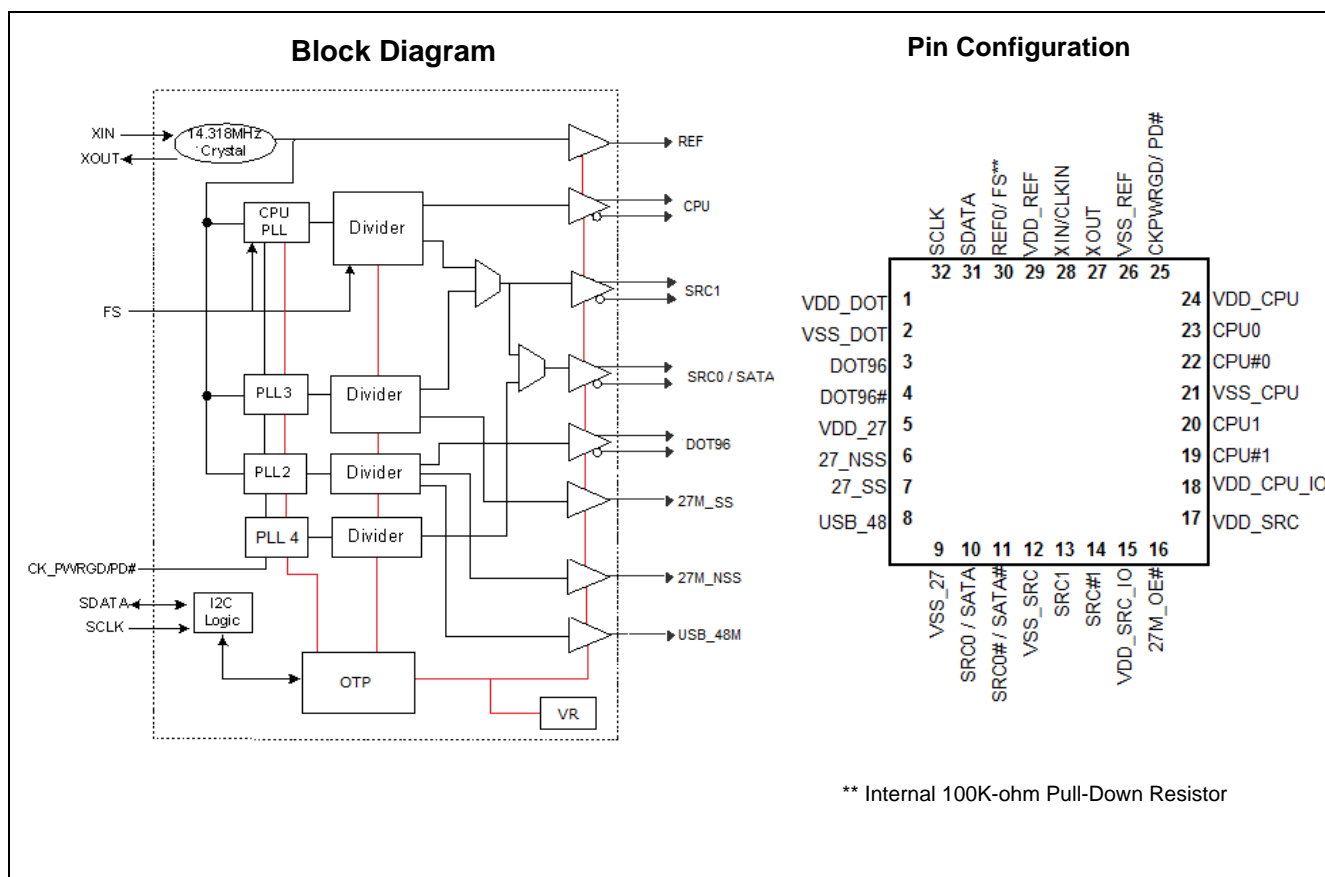 Block Diagram
XIN
XOUT
14.318MHz
Crystal
REF
CPU
PLL
Divider
CPU
SRC1
FS
PLL3
Divider
SRC0 / SATA
PLL2
Divider
DOT96
27M_SS
PLL 4
Divider
CK_PWRGD/PD#
27M_NSS
SDATA
SCLK
I2C
Logic
USB_48M
OTP
VR
Pin Configuration
SCLK
SDATA
REF0/ FS**
VDD_REF
XIN/CLKIN
XOUT
VSS_REF
CKPWRGD/ PD#
32 31 30 29 28 27 26 25
VDD_DOT 1
VSS_DOT 2
DOT96 3
DOT96# 4
VDD_27 5
27_NSS 6
27_SS 7
USB_48 8
24 VDD_CPU
23 CPU0
22 CPU#0
21 VSS_CPU
20 CPU1
19 CPU#1
18 VDD_CPU_IO
17 VDD_SRC
9 10 11 12 13 14 15 16
VSS_27
SRC0 / SATA
SRC0# / SATA#
VSS_SRC
SRC1
SRC#1
VDD_SRC_IO
27M_OE#
** Internal 100K-ohm Pull-Down Resistor